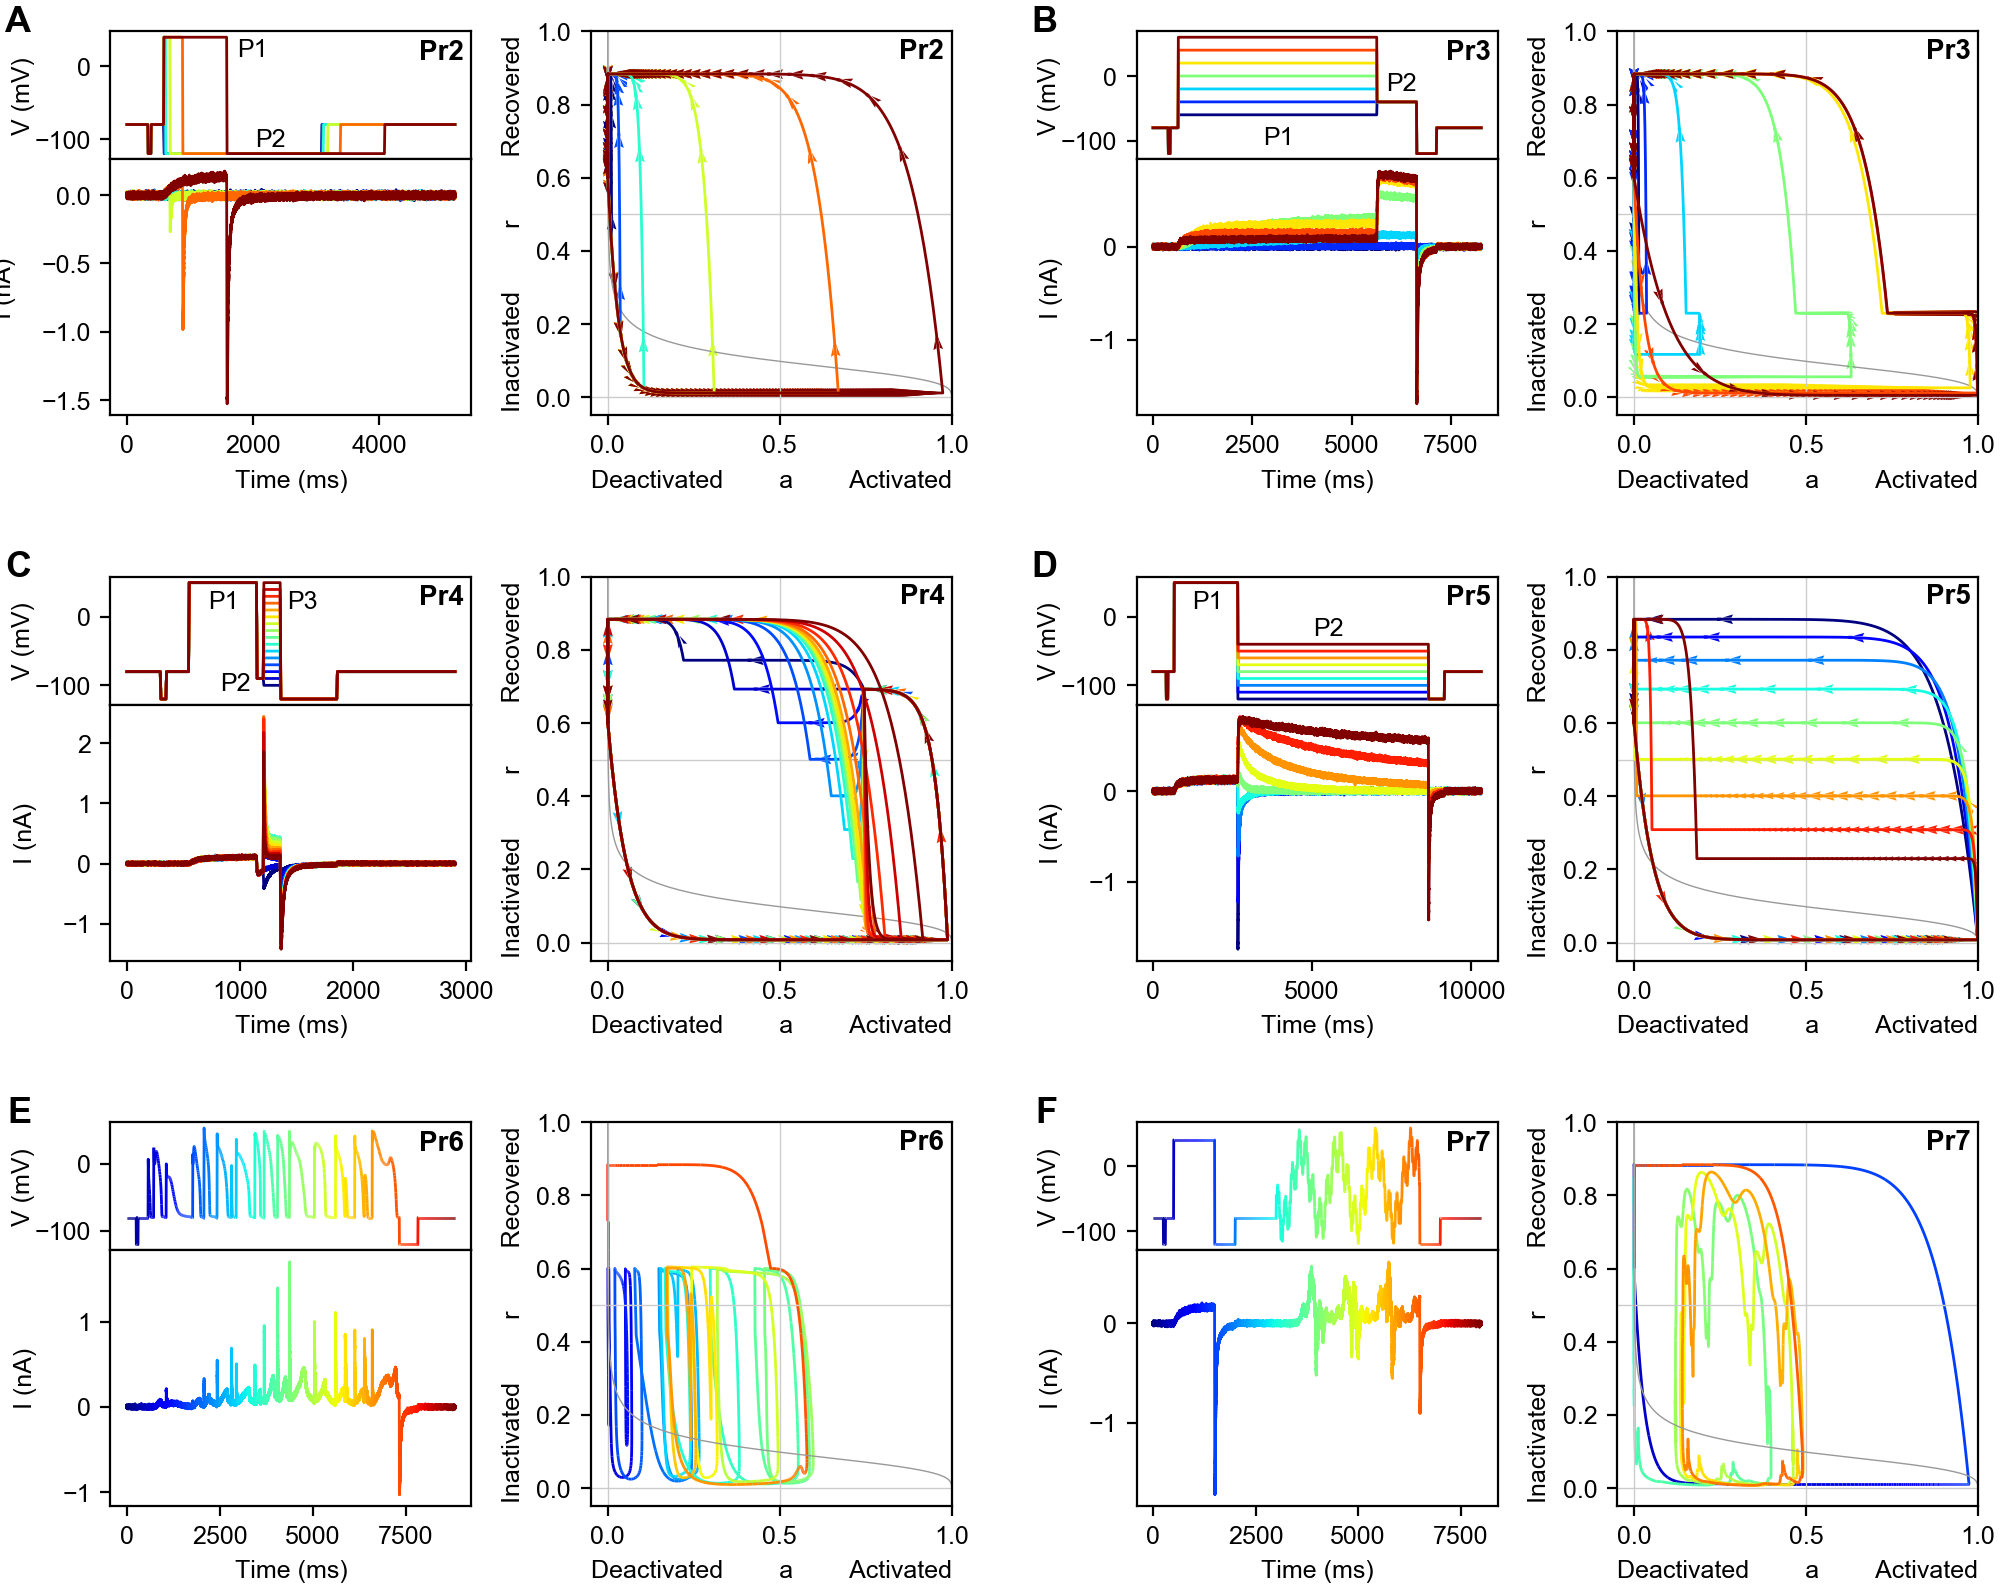 A
Pr2
P1
P2
V (mV)
0
−100
I (nA)
0.0
−0.5
−1.0
−1.5
0 2000 4000
Time (ms)
Pr2
1.0
0.8
0.6
0.4
0.2
0.0
Inactivated r Recovered
0.0 0.5 1.0
Deactivated a Activated
B
Pr3
P1
P2
V (mV)
0
−100
I (nA)
0
−1
0 2500 5000 7500
Time (ms)
Pr3
1.0
0.8
0.6
0.4
0.2
0.0
Inactivated r Recovered
0.0 0.5 1.0
Deactivated a Activated
C
Pr4
P1 P3
P2
V (mV)
0
−100
I (nA)
2
1
0
−1
0 1000 2000 3000
Time (ms)
Pr4
1.0
0.8
0.6
0.4
0.2
0.0
Inactivated r Recovered
0.0 0.5 1.0
Deactivated a Activated
D
Pr5
P1
P2
V (mV)
0
−100
I (nA)
0
−1
0 5000 10000
Time (ms)
Pr5
1.0
0.8
0.6
0.4
0.2
0.0
Inactivated r Recovered
0.0 0.5 1.0
Deactivated a Activated
E
Pr6
V (mV)
0
−100
I (nA)
1
0
−1
0 2500 5000 7500
Time (ms)
Pr6
1.0
0.8
0.6
0.4
0.2
0.0
Inactivated r Recovered
0.0 0.5 1.0
Deactivated a Activated
F
Pr7
V (mV)
0
−100
I (nA)
0
−1
0 2500 5000 7500
Time (ms)
Pr7
1.0
0.8
0.6
0.4
0.2
0.0
Inactivated r Recovered
0.0 0.5 1.0
Deactivated a Activated